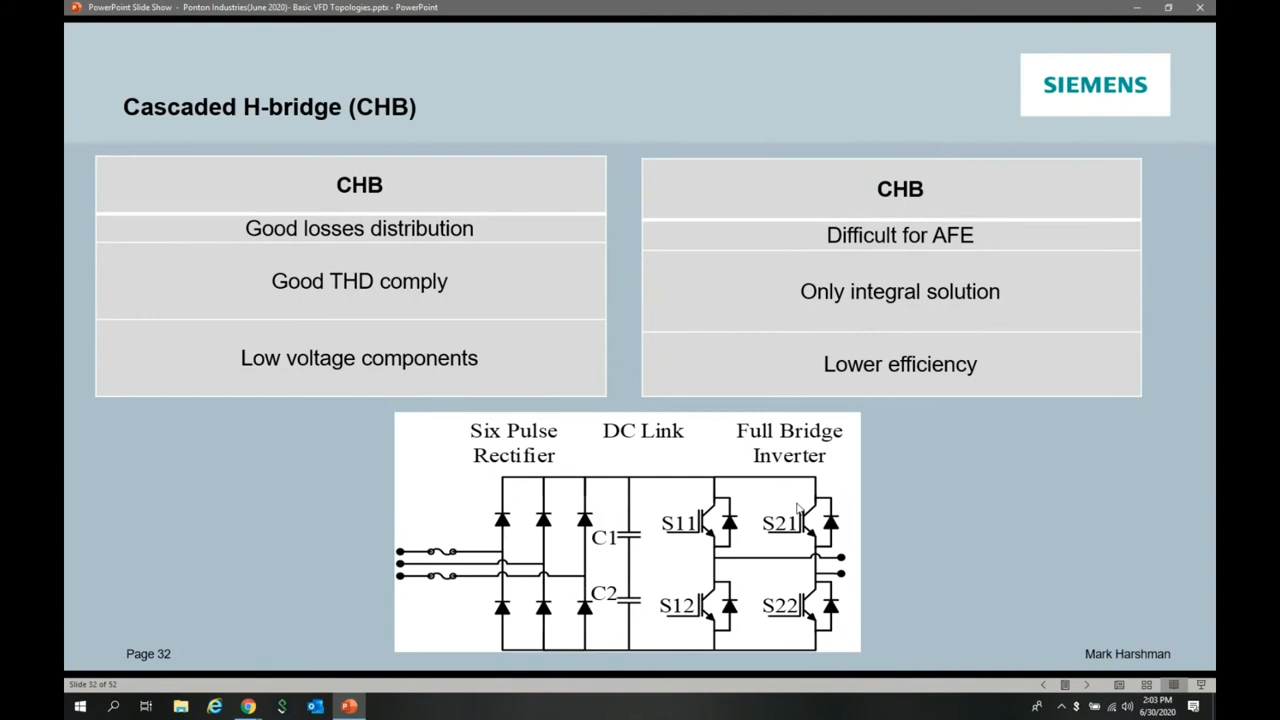 PowerPoint Slide Show - Ponton Industries(June 2020)- Basic VFD Topologies.pptx - PowerPoint
SIEMENS
Cascaded H-bridge (CHB)
CHB
Good losses distribution
Good THD comply
Low voltage components
CHB
Difficult for AFE
Only integral solution
Lower efficiency
Six Pulse
Rectifier
DC Link
Full Bridge
Inverter
S11
S21
C1
C2
S12
S22
Page 32
Mark Harshman
Slide 32 of 52
2:03 PM
6/30/2020